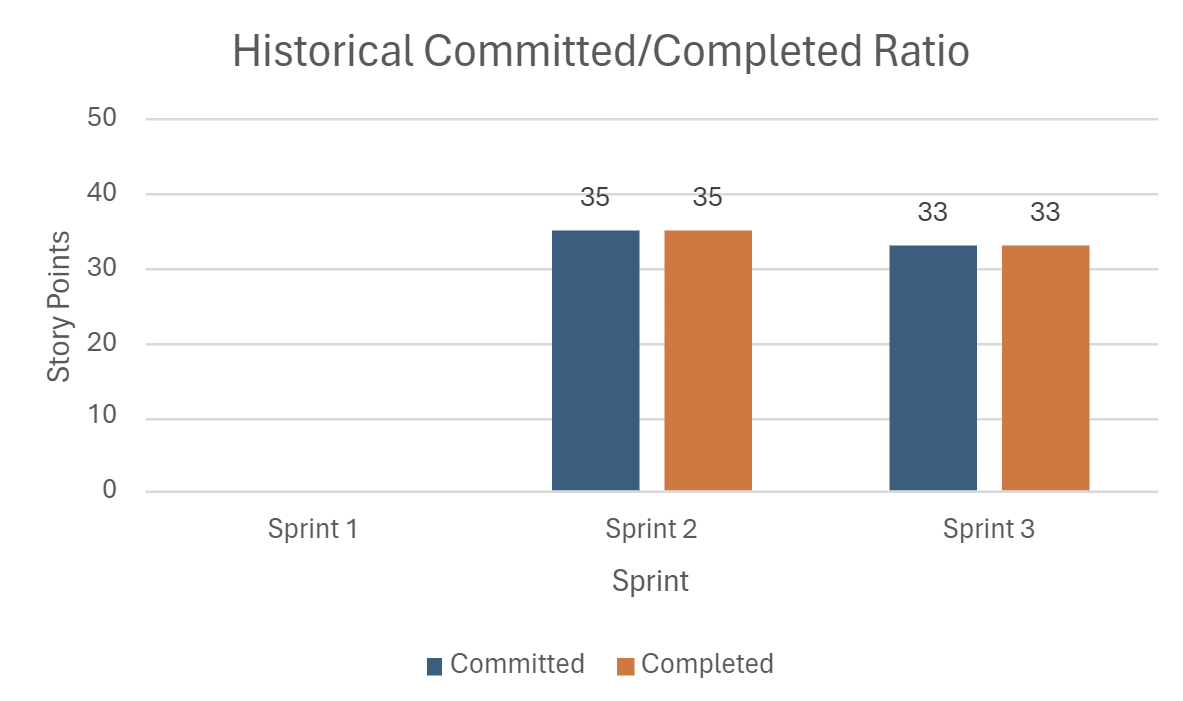 Historical Committed/Completed Ratio
50
40
30
20
10
0
Story Points
35
35
33
33
Sprint 1
Sprint 2
Sprint 3
Sprint
Committed
Completed